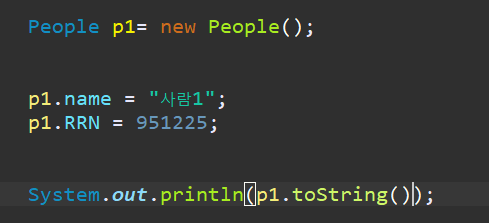 People p1= new People();
p1.name = "사람1";
p1.RRN = 951225;
System.out.println(p1.toString());